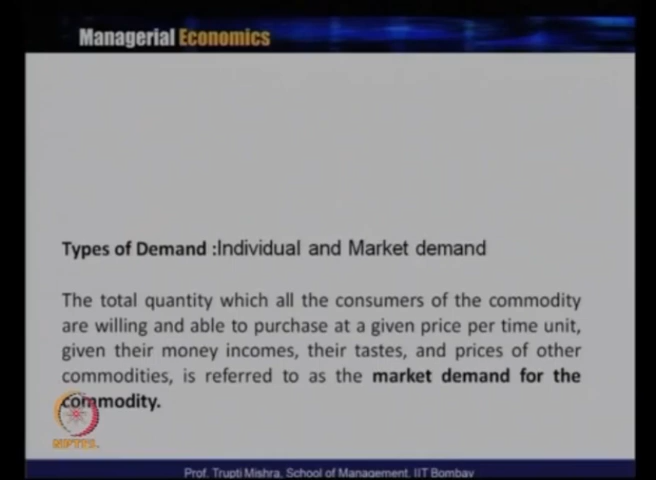 Managerial Economics
Types of Demand :Individual and Market demand
The total quantity which all the consumers of the commodity
are willing and able to purchase at a given price per time unit,
given their money incomes, their tastes, and prices of other
commodities, is referred to as the market demand for the
commodity.
NPTEL
Prof. Trupti Mishra, School of Management, IIT Bombay